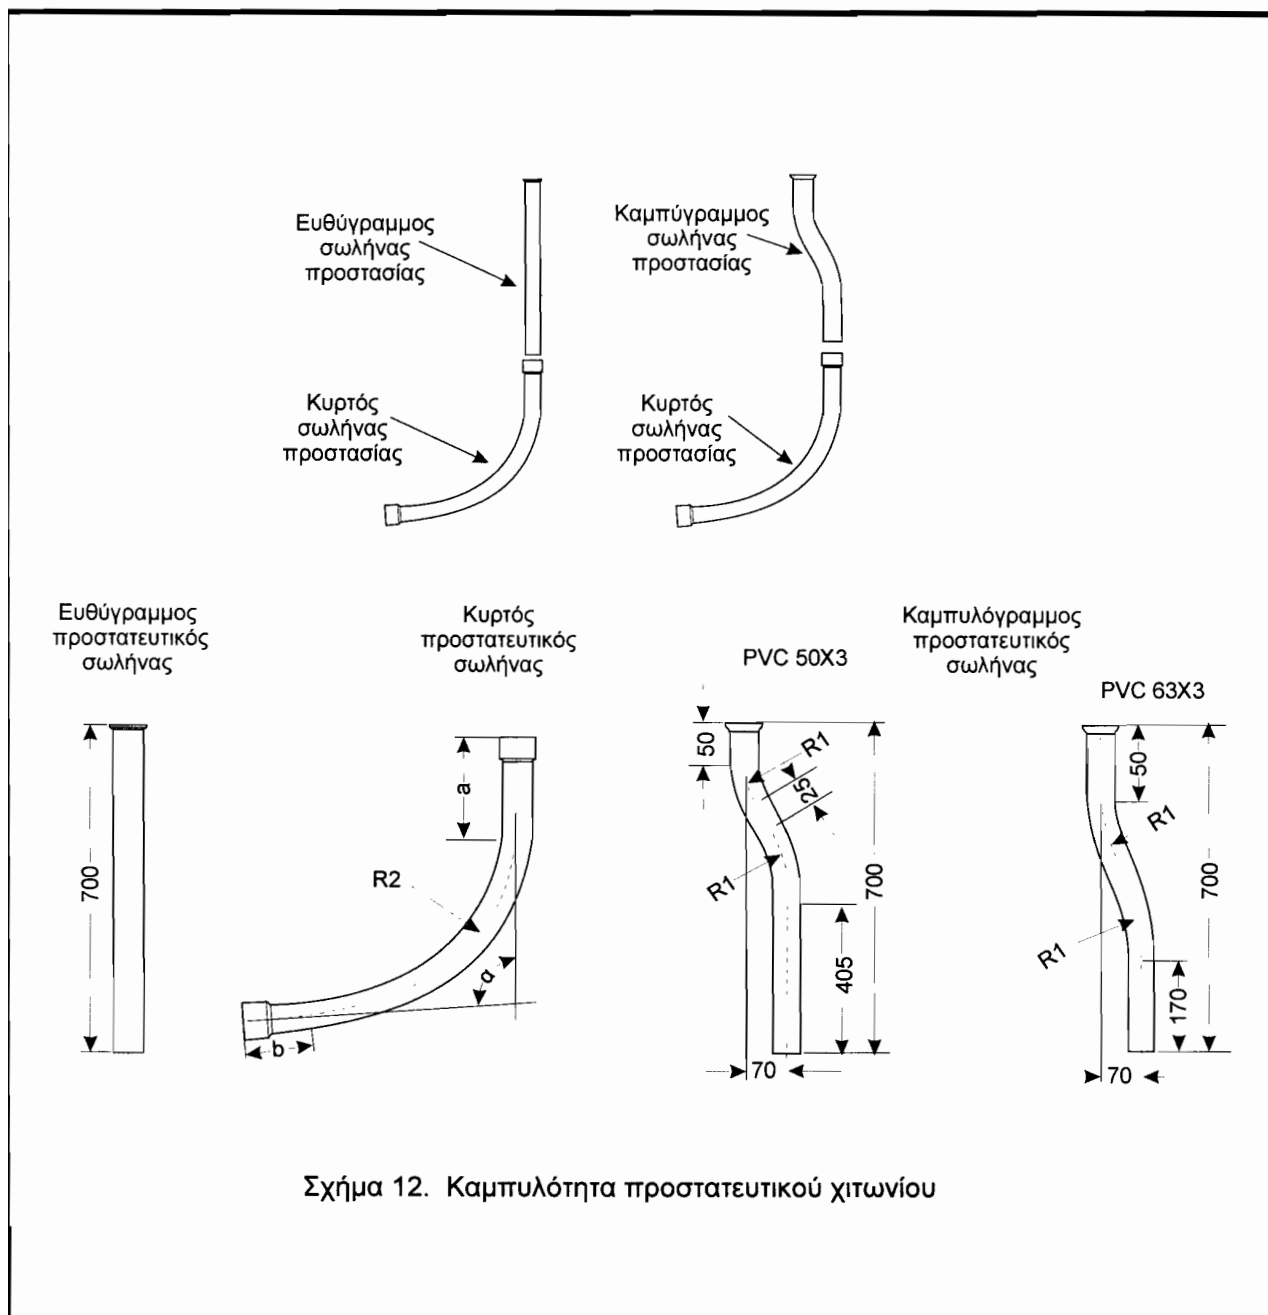 Ευθύγραμμος
σωλήνας
προστασίας
Καμπύγραμμος
σωλήνας
προστασίας
Κυρτός
σωλήνας
προστασίας
Κυρτός
σωλήνας
προστασίας
Ευθύγραμμος
προστατευτικός
σωλήνας
Κυρτός
προστατευτικός
σωλήνας
Καμπυλόγραμμος
προστατευτικός
σωλήνας
PVC 50X3
PVC 63X3
700
a
R2
α
b
50
R1
25
R1
700
405
70
50
R1
700
R1
170
70
Σχήμα 12. Καμπυλότητα προστατευτικού χιτωνίου